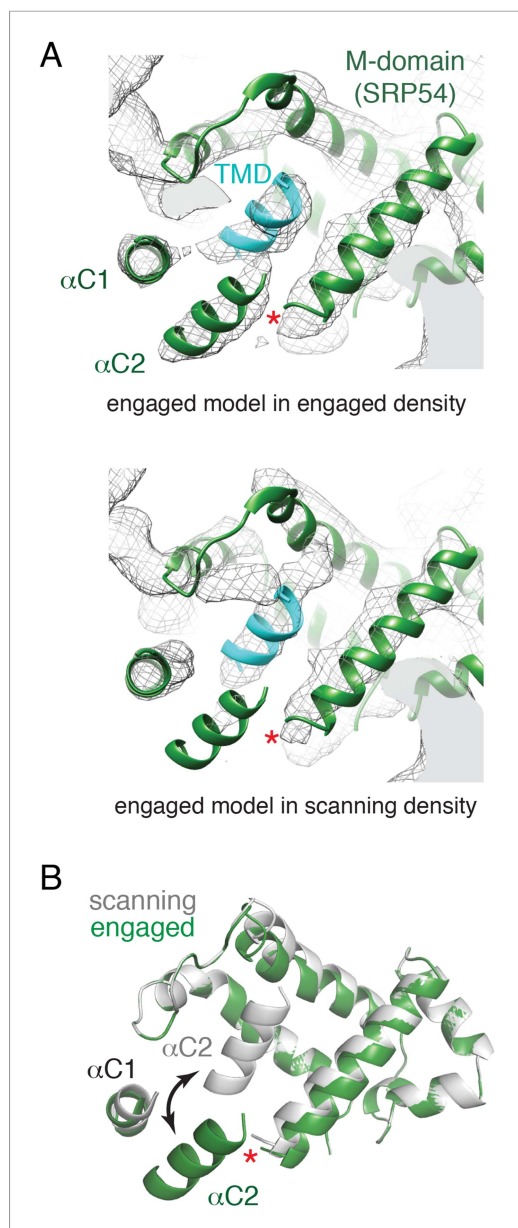 A
M-domain
(SRP54)
TMD
αC1
*
αC2
engaged model in engaged density
*
engaged model in scanning density
B
scanning
engaged
αC2
αC1
*
αC2